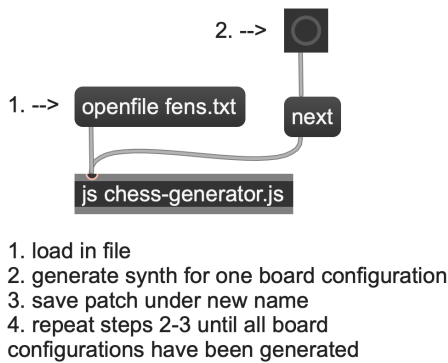 2. -->
1. -->
openfile fens.txt
next
js chess-generator.js
1. load in file
2. generate synth for one board configuration
3. save patch under new name
4. repeat steps 2-3 until all board
configurations have been generated